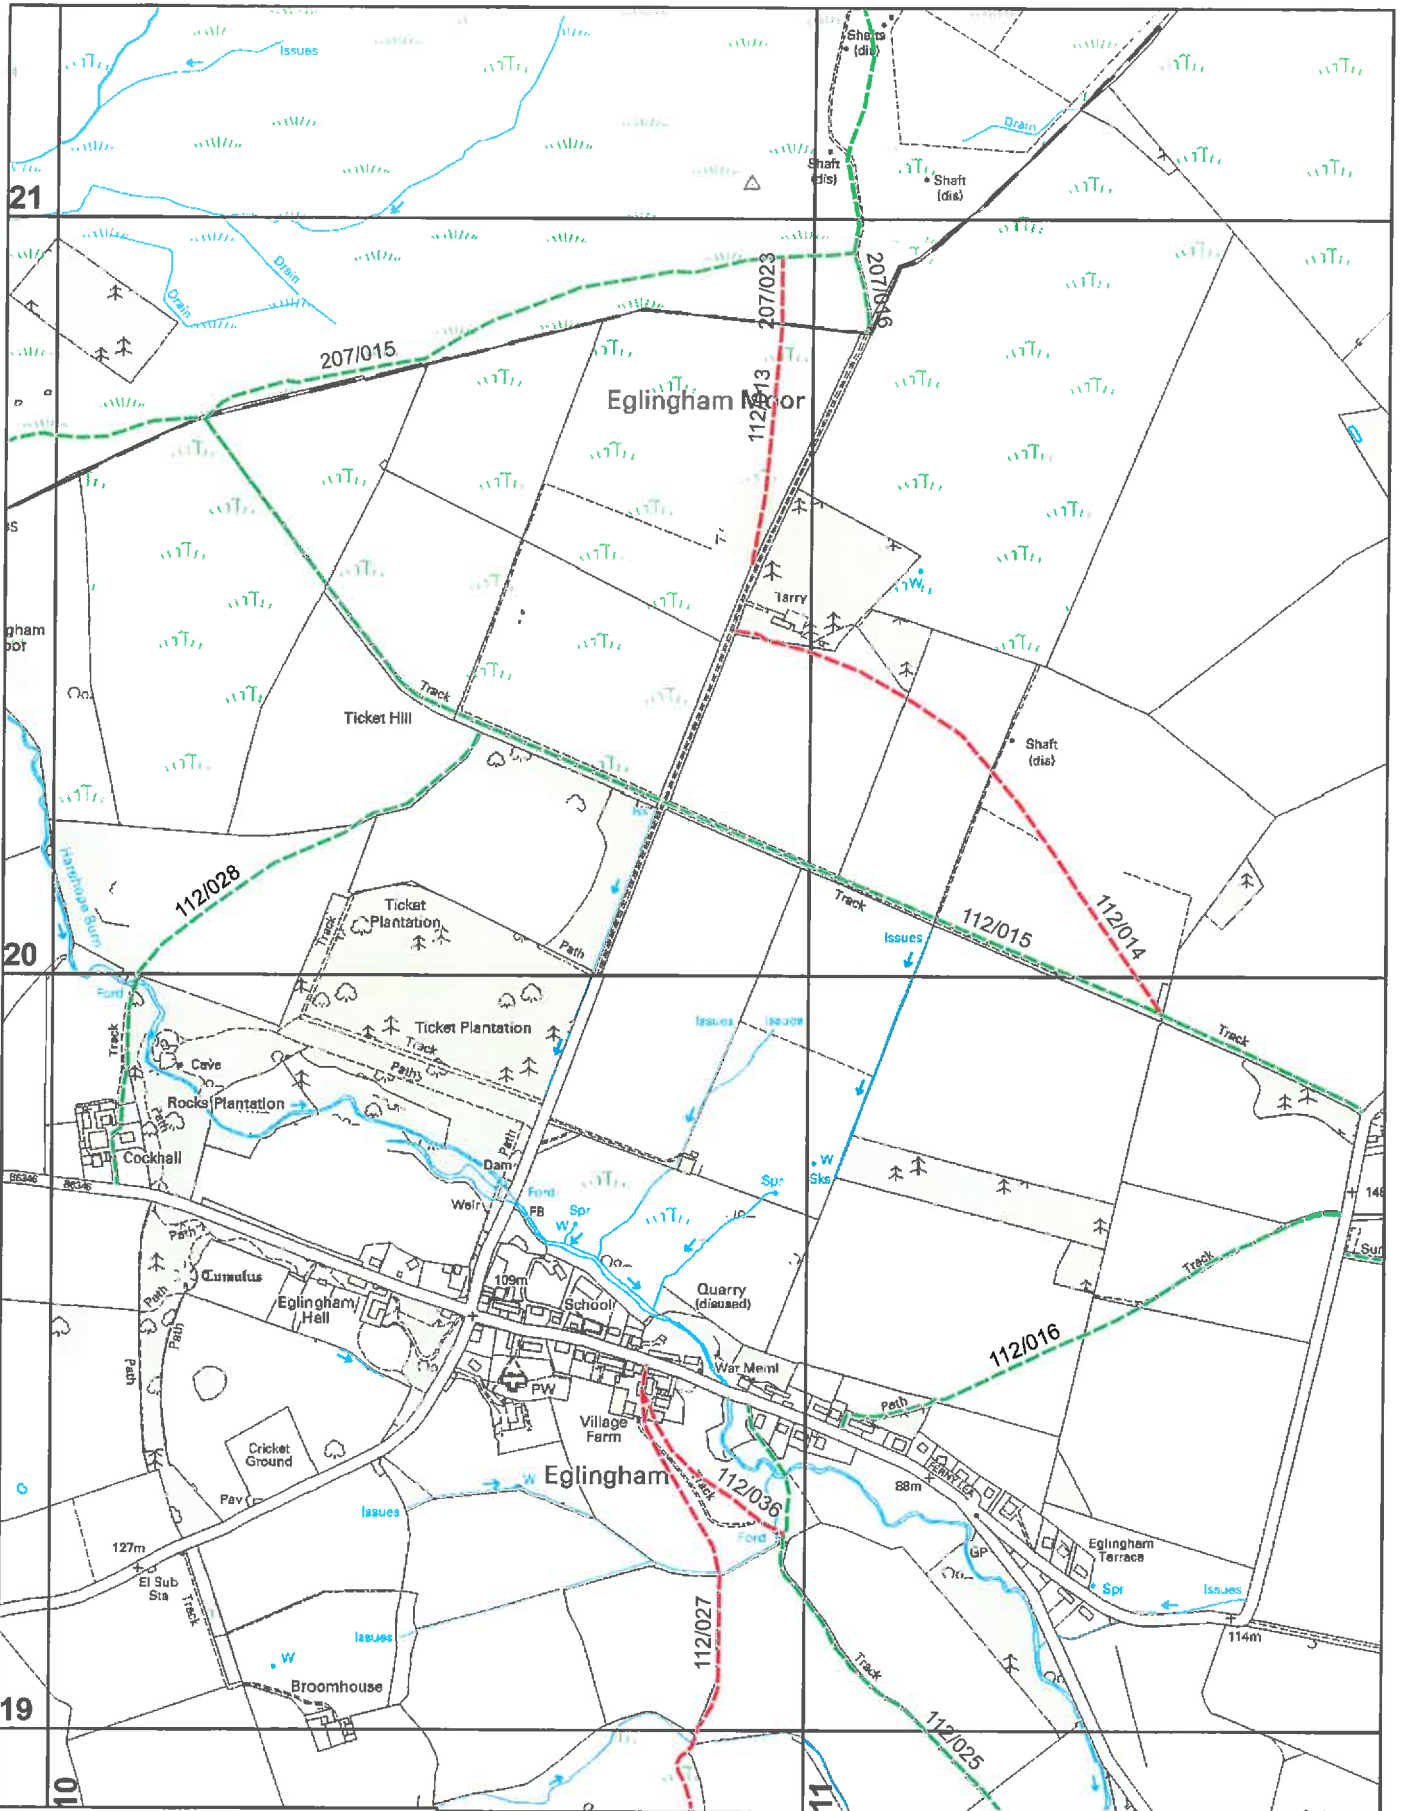 Issues
Shafts
(dis)
Drain
Shaft
(dis)
Shaft
(dis)
21
Drain
Drain
207/023
207/016
207/015
112/013
Eglingham Moor
W
Tarry
Track
Ticket Hill
Shaft
(dis)
Iss
Harehope Burn
112/028
Ticket
Plantation
Track
Path
Track
112/015
112/014
Issues
20
Ford
Track
Issues
Issues
Ticket Plantation
Track
Track
Cave
Paths
Rocks Plantation
Path
Path
Cockhall
Dam
W
Sks
Spr
B6346
B6346
Weir
Ford
FB
Spr
W
Path
Track
Cumulus
109m
Quarry
(disused)
Eglingham
Hall
School
Path
Path
Path
112/016
War Meml
PW
Path
Village
Farm
Cricket
Ground
Eglingham
Track
112/036
88m
Pav
W
Issues
Ford
127m
GP
Eglingham
Terrace
El Sub
Sta
Spr
Issues
Track
112/027
114m
Issues
W
Track
Broomhouse
19
112/025
10
11